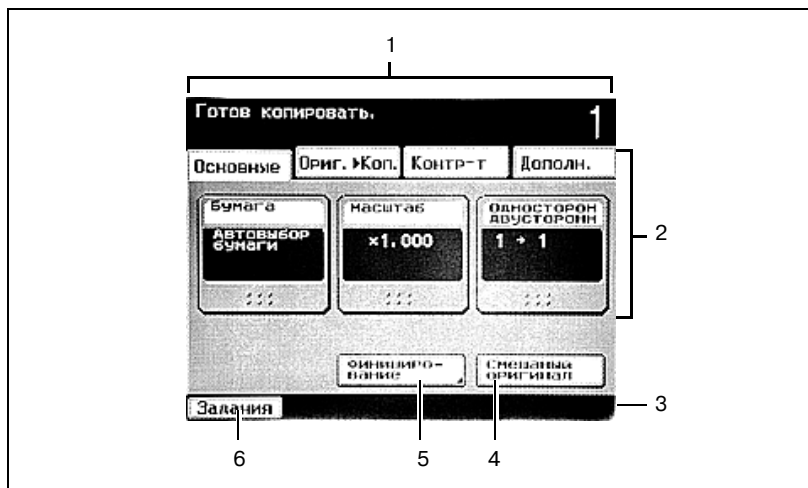 1
Готов копировать.
1
Основные
Ориг. ▶Коп.
Контр-т
Дополн.
2
Бумага
Автовыбор
бумаги
Масштаб
×1.000
Односторон
двусторонн
1 → 1
Финиширо-
вание
Смешаный
оригинал
3
Задания
6
5
4